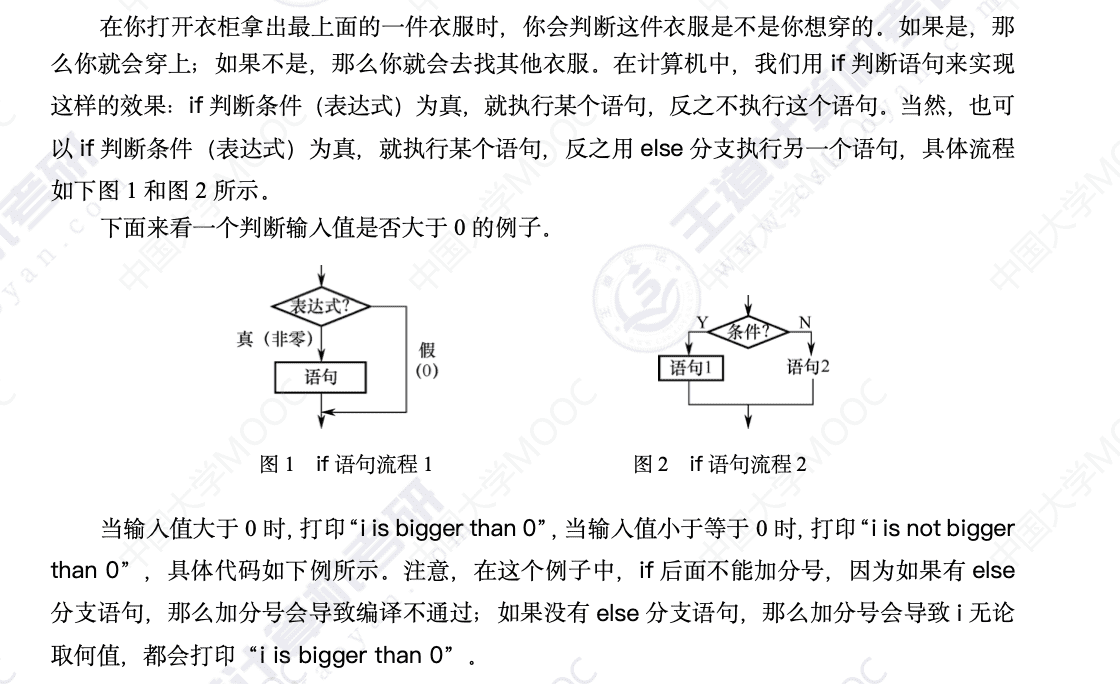 在你打开衣柜拿出最上面的一件衣服时，你会判断这件衣服是不是你想穿的。如果是，那
么你就会穿上；如果不是，那么你就会去找其他衣服。在计算机中，我们用 if 判断语句来实现
这样的效果：if 判断条件（表达式）为真，就执行某个语句，反之不执行这个语句。当然，也可
以 if 判断条件（表达式）为真，就执行某个语句，反之用 else 分支执行另一个语句，具体流程
如下图 1 和图 2 所示。
下面来看一个判断输入值是否大于 0 的例子。
表达式?
真（非零）
假
(0)
语句
图 1 if 语句流程 1
Y
条件?
N
语句1
语句2
图 2 if 语句流程 2
当输入值大于 0 时, 打印“i is bigger than 0”, 当输入值小于等于 0 时, 打印“i is not bigger
than 0”，具体代码如下例所示。注意，在这个例子中，if 后面不能加分号，因为如果有 else
分支语句，那么加分号会导致编译不通过；如果没有 else 分支语句，那么加分号会导致 i 无论
取何值，都会打印“i is bigger than 0”。
中国大学MOOC
王道计算机考研